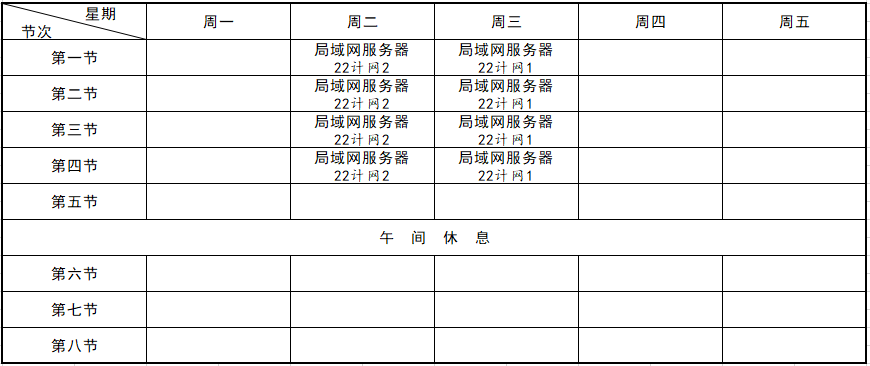 星期
节次
周一
周二
周三
周四
周五
第一节
局域网服务器
22计网2
局域网服务器
22计网1
第二节
局域网服务器
22计网2
局域网服务器
22计网1
第三节
局域网服务器
22计网2
局域网服务器
22计网1
第四节
局域网服务器
22计网2
局域网服务器
22计网1
第五节
午 间 休 息
第六节
第七节
第八节